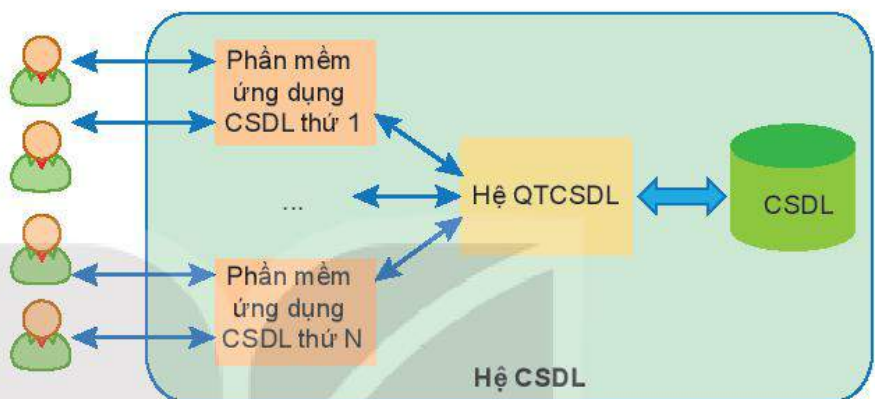 Phần mềm
ứng dụng
CSDL thứ 1
...
Hệ QTCSDL
CSDL
Phần mềm
ứng dụng
CSDL thứ N
Hệ CSDL